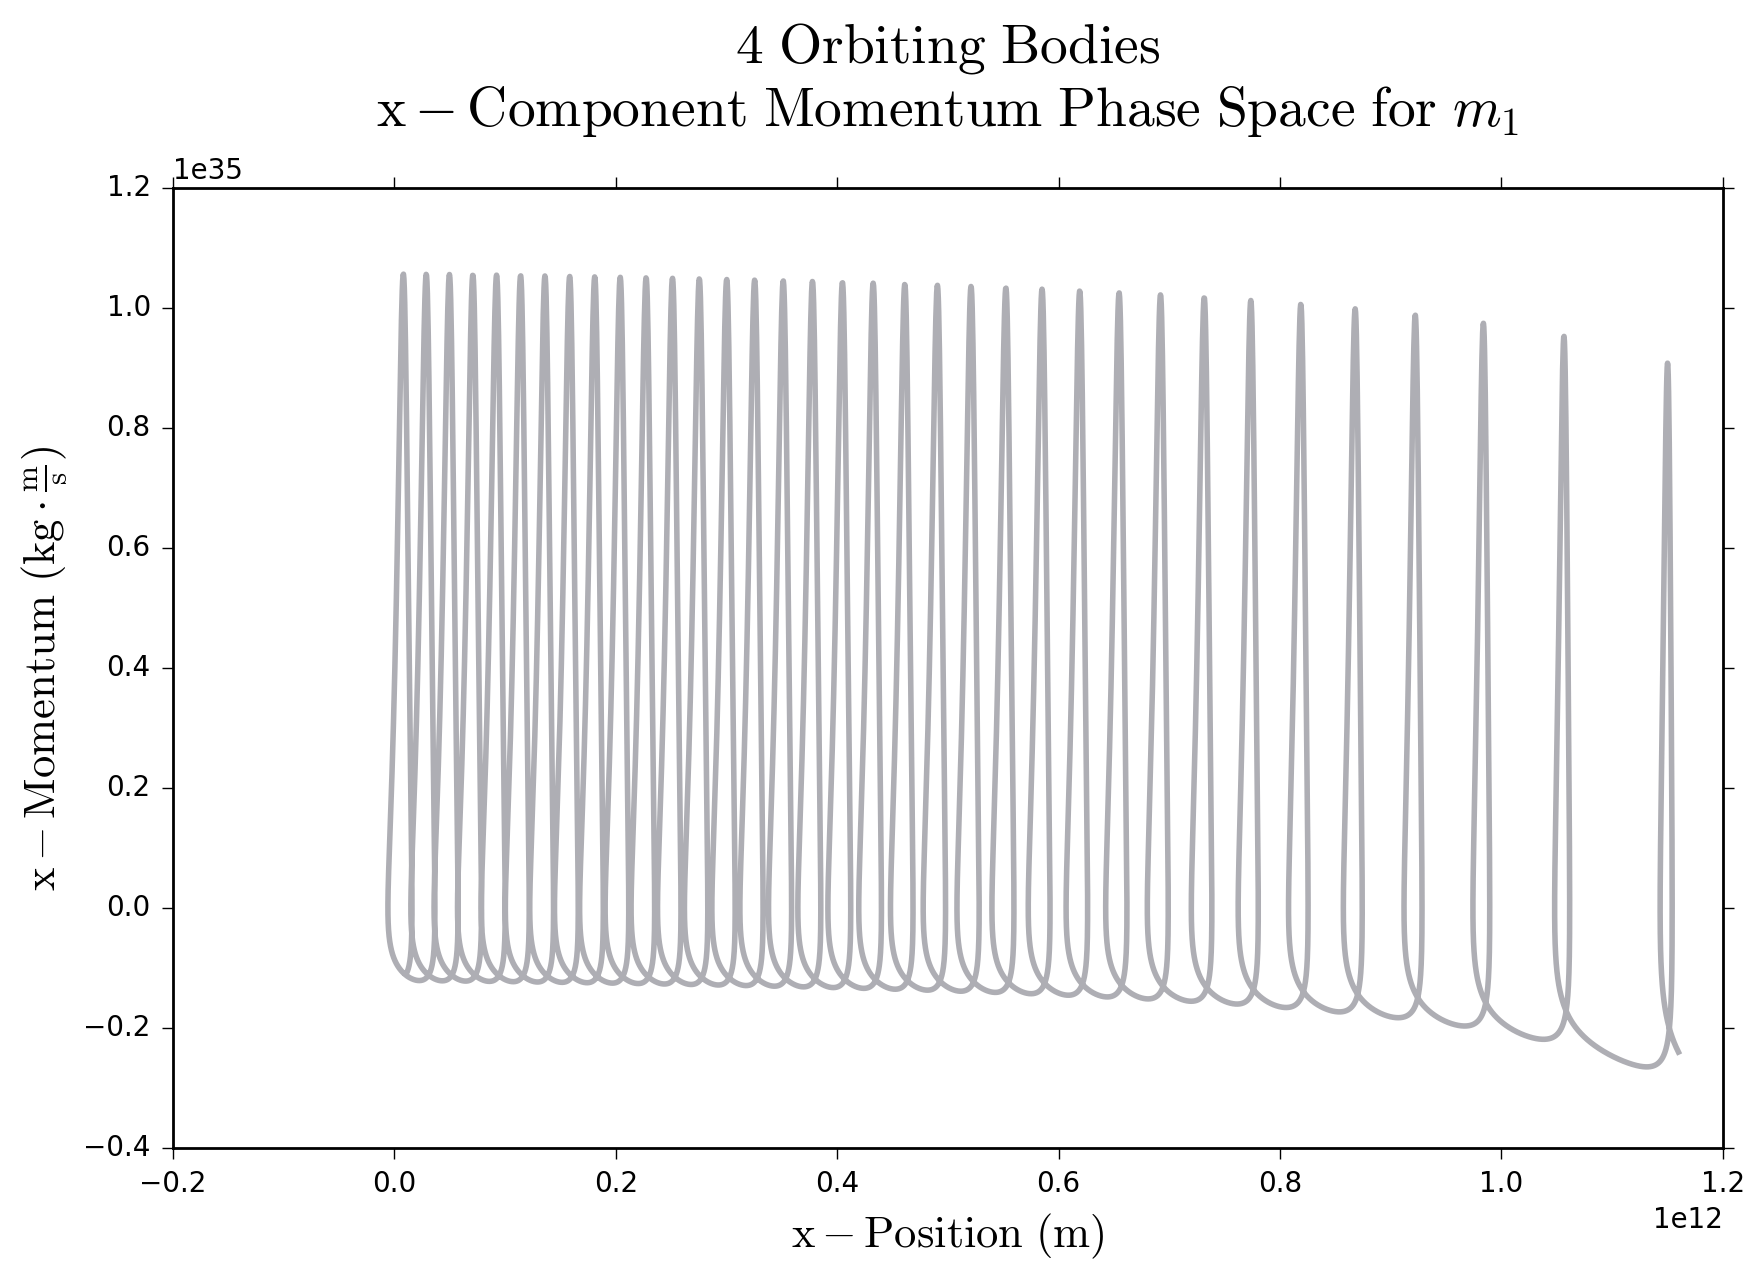 4 Orbiting Bodies
x − Component Momentum Phase Space for m₁
1e35
1.2
1.0
0.8
0.6
0.4
0.2
0.0
−0.2
−0.4
x − Momentum (kg · m/s)
−0.2 0.0 0.2 0.4 0.6 0.8 1.0 1.2
1e12
x − Position (m)